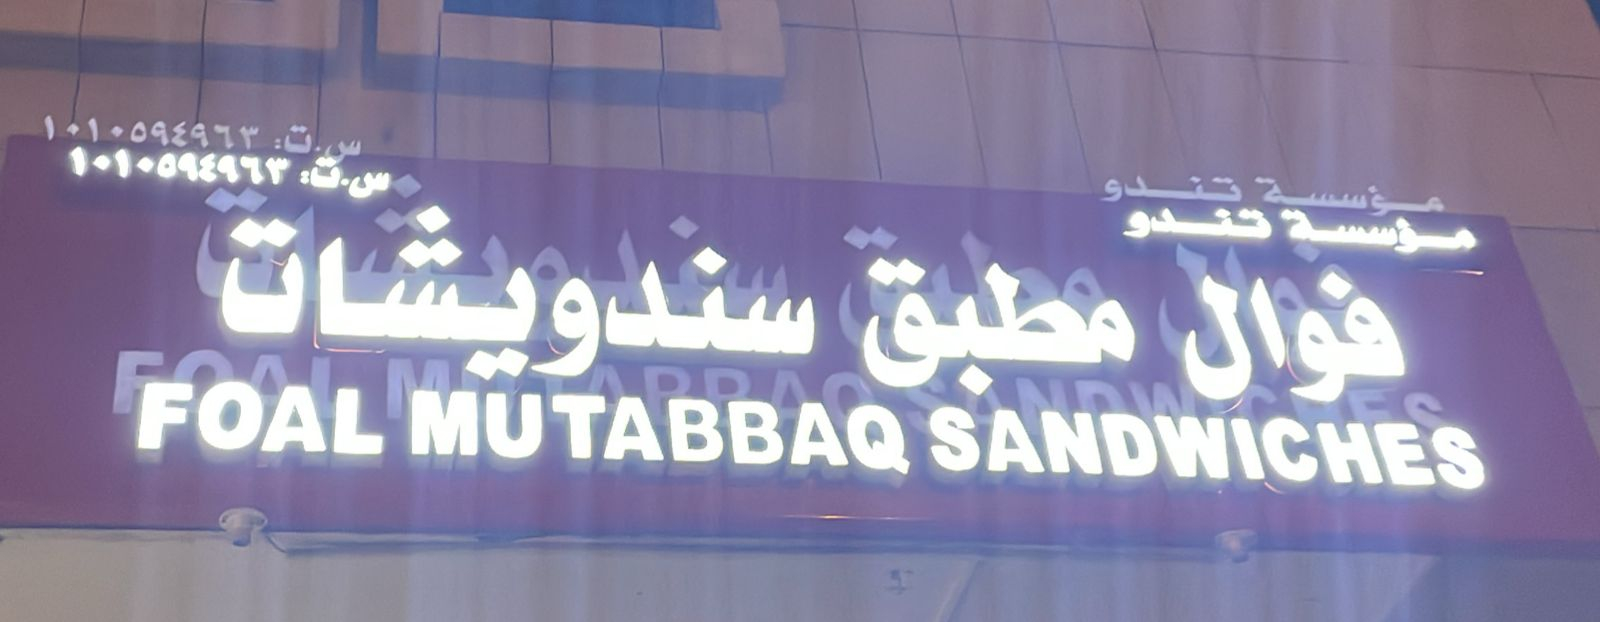 مؤسسة تندو
س.ت: ١٠١٠٥٩٤٩٦٣
فوال مطبق سندويشات
FOAL MUTABBAQ SANDWICHES